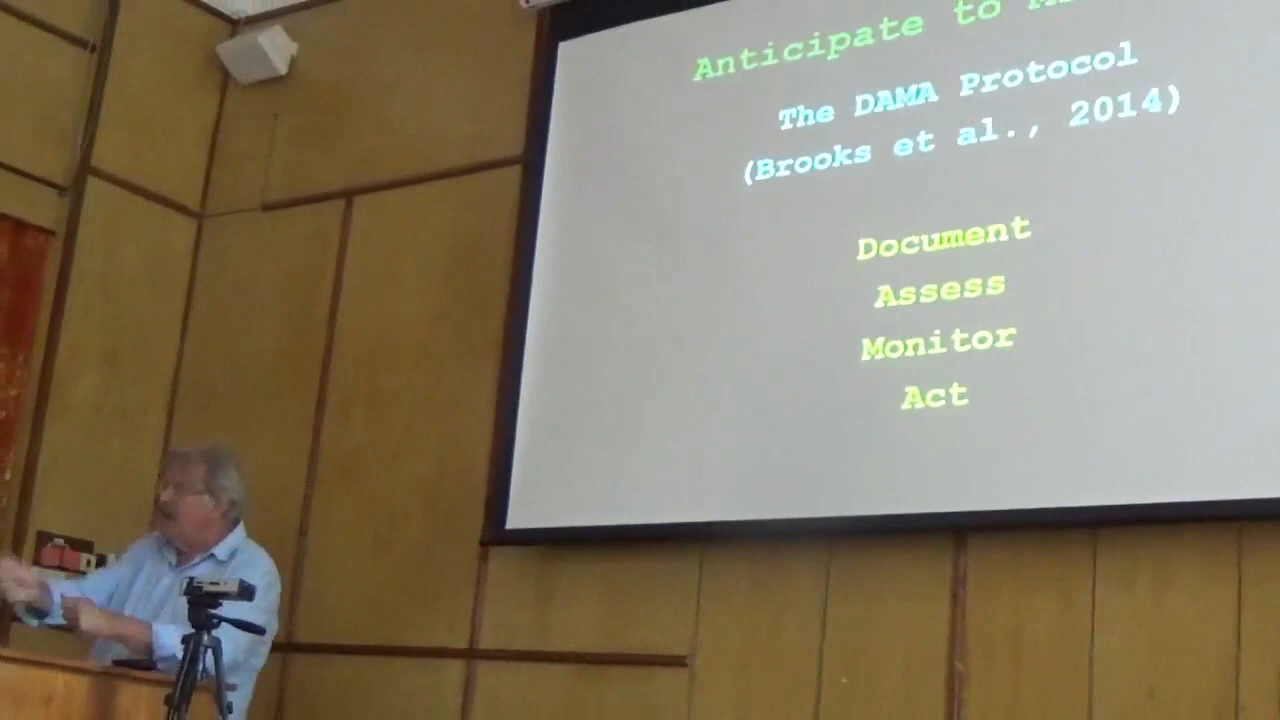 Anticipate to
The DAMA Protocol
(Brooks et al., 2014)
Document
Assess
Monitor
Act